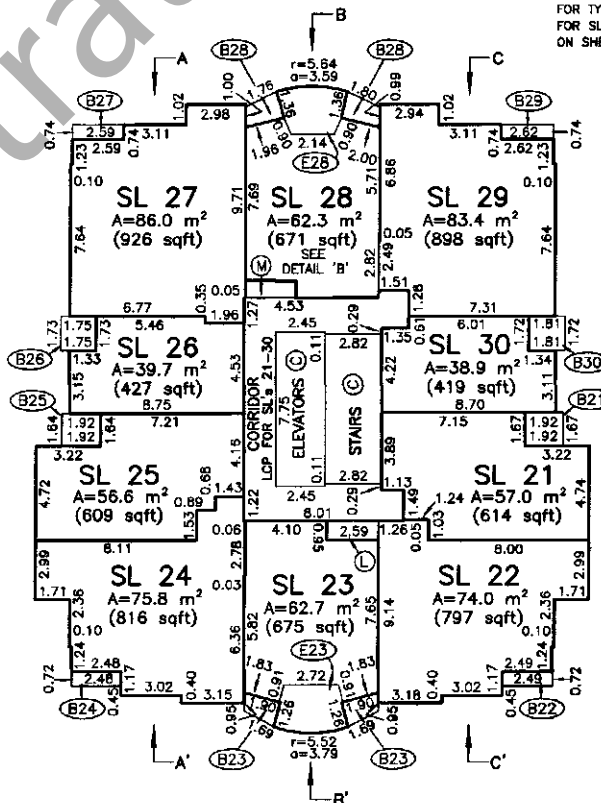 FOR TY
FOR SL
ON SHE
B
r=5.64
a=3.59
A
C
B28
B28
1.76
1.80
1.00
0.99
B27
B29
1.02
2.98
1.36
1.36
2.94
1.02
0.74
2.59
3.11
0.90
0.90
3.11
2.62
0.74
2.59
0.74
1.96
2.14
2.00
0.74
2.62
1.23
E28
1.23
0.10
0.10
SL 27
A=86.0 m²
(926 sqft)
SL 28
A=62.3 m²
(671 sqft)
SL 29
A=83.4 m²
(898 sqft)
7.64
9.71
7.69
5.71
6.86
7.64
SEE
DETAIL 'B'
0.05
2.49
2.82
M
0.35
0.05
1.51
1.28
6.77
1.96
1.27
4.53
0.29
7.31
1.73
1.75
1.75
1.73
5.46
2.45
2.82
1.35
0.61
6.01
1.72
1.81
1.81
1.72
B26
1.33
SL 26
A=39.7 m²
(427 sqft)
0.11
SL 30
A=38.9 m²
(419 sqft)
1.34
B30
3.15
4.53
4.22
3.11
B25
8.75
CORRIDOR
LCP FOR SL's 21-30
ELEVATORS C
7.75
STAIRS C
8.70
B21
1.64
1.92
1.92
1.64
7.21
7.15
1.67
1.92
1.92
1.67
3.22
4.15
3.89
3.22
4.72
SL 25
A=56.6 m²
(609 sqft)
0.68
0.89
1.43
1.53
0.11
2.45
2.82
0.29
1.13
1.49
1.24
1.03
SL 21
A=57.0 m²
(614 sqft)
4.74
1.22
6.01
8.11
0.06
4.10
0.95
2.59
1.26
0.05
8.00
L
2.99
SL 24
A=75.8 m²
(816 sqft)
2.78
0.03
SL 23
A=62.7 m²
(675 sqft)
SL 22
A=74.0 m²
(797 sqft)
2.99
1.71
1.71
2.36
0.10
6.36
5.82
7.65
9.14
2.36
0.10
1.24
E23
1.24
2.48
2.48
1.17
1.83
0.91
2.72
0.91
1.83
2.49
2.49
1.17
0.72
0.72
0.45
3.02
0.40
3.15
1.90
1.26
1.26
1.90
3.18
0.40
3.02
0.45
B24
0.95
1.69
1.69
0.95
B22
B23
r=5.52
a=3.79
B23
A'
C'
B'